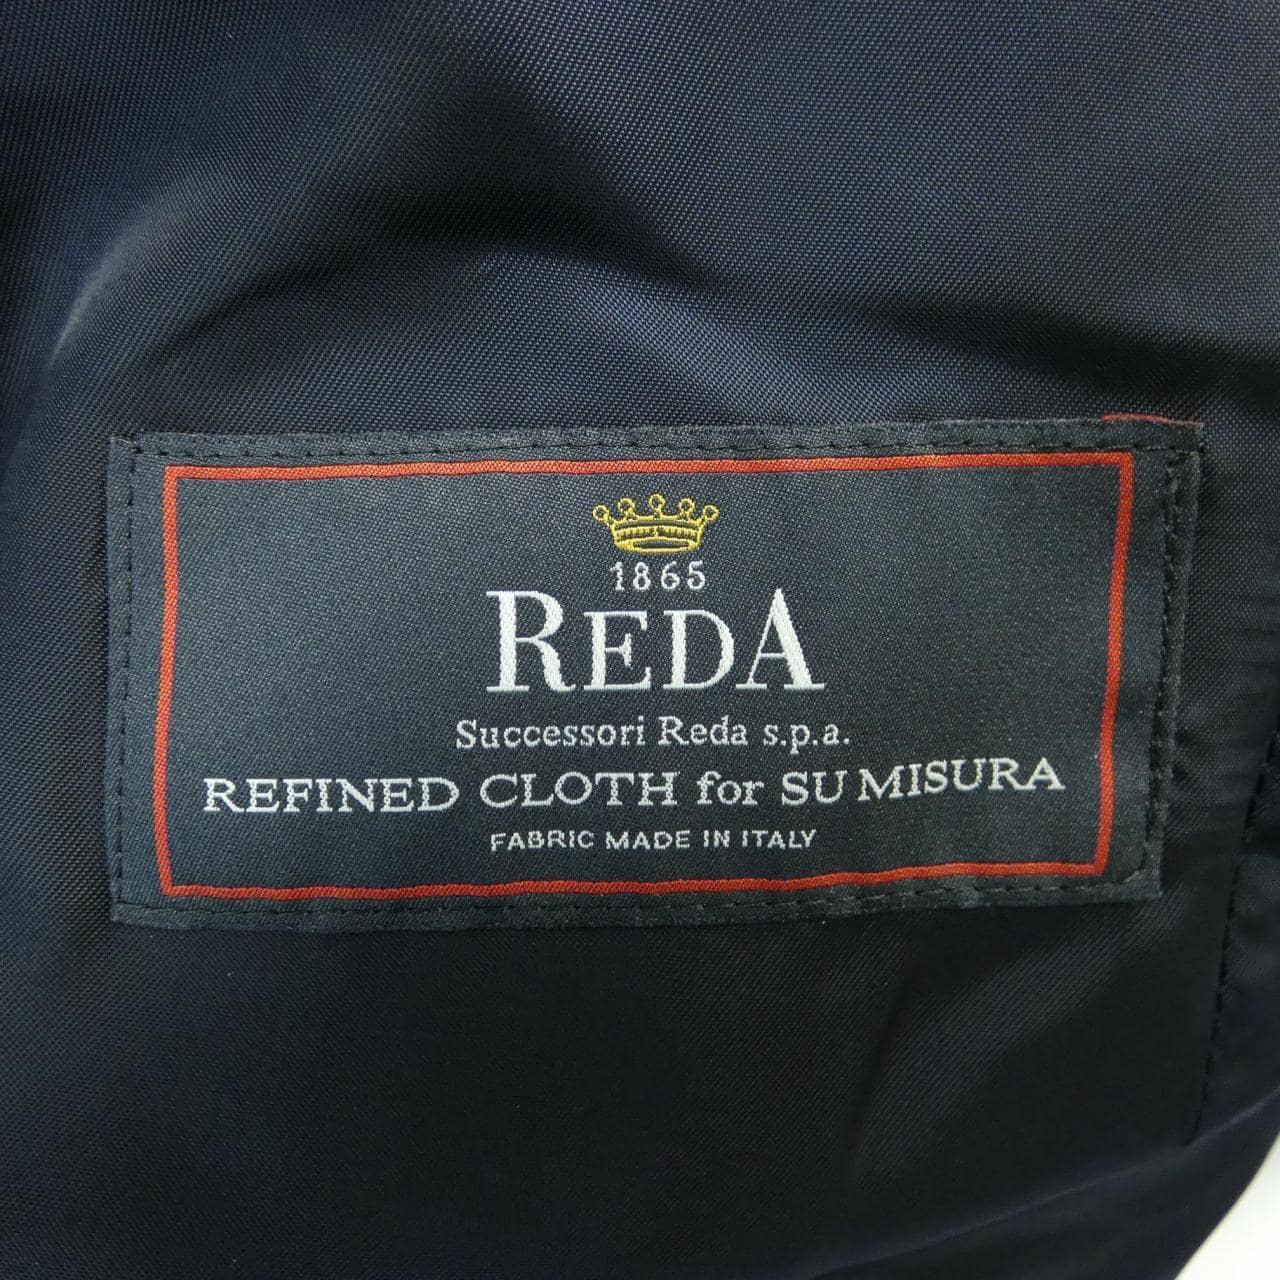 1865
REDA
Successori Reda s.p.a.
REFINED CLOTH for SU MISURA
FABRIC MADE IN ITALY